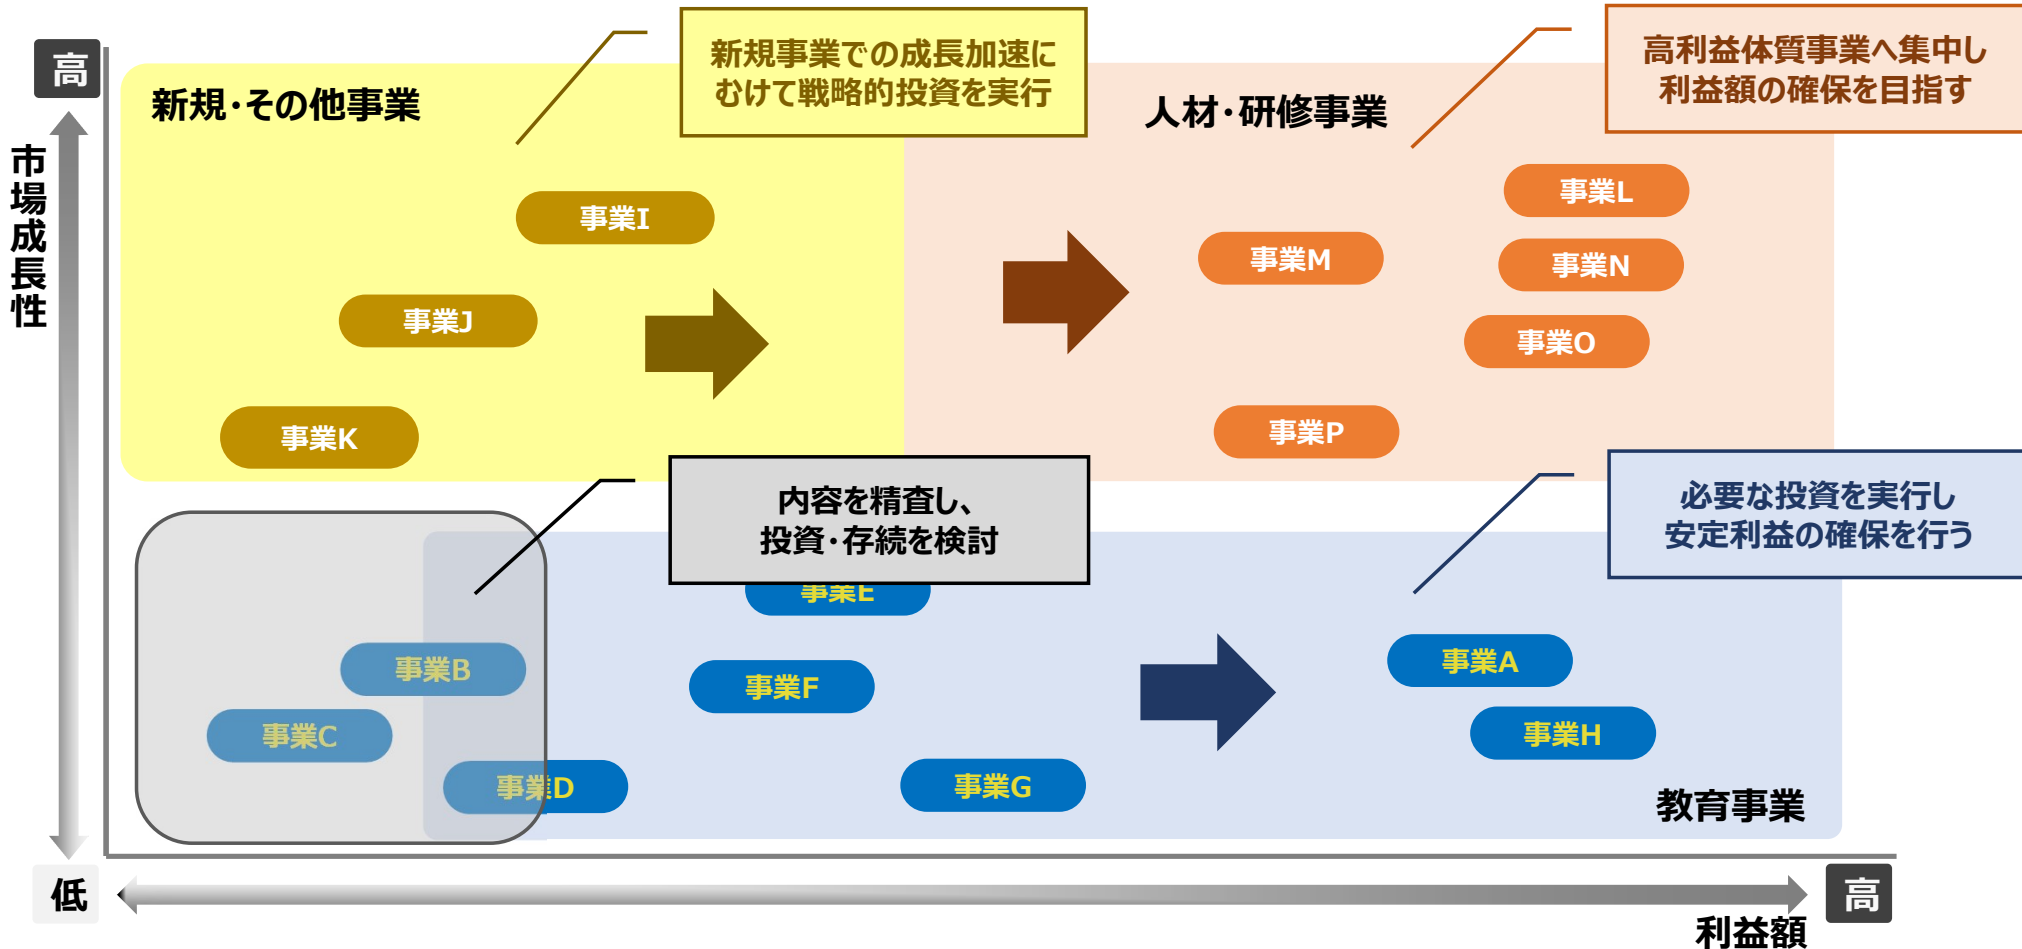 高
市場成長性
低
新規・その他事業
新規事業での成長加速に
むけて戦略的投資を実行
人材・研修事業
高利益体質事業へ集中し
利益額の確保を目指す
事業I
事業J
事業K
事業L
事業M
事業N
事業O
事業P
内容を精査し、
投資・存続を検討
必要な投資を実行し
安定利益の確保を行う
事業E
事業B
事業F
事業A
事業C
事業H
事業D
事業G
教育事業
高
利益額